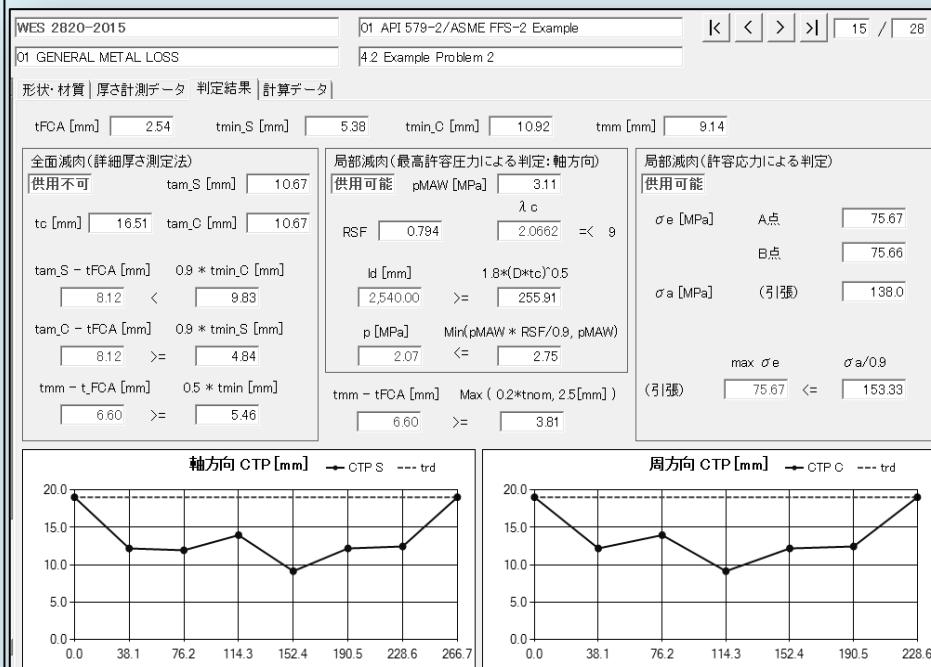 WES 2820-2015
01 API 579-2/ASME FFS-2 Example
15 / 28
01 GENERAL METAL LOSS
4.2 Example Problem 2
形状・材質 厚さ計測データ 判定結果 計算データ
tFCA [mm] 2.54 tmin_S [mm] 5.38 tmin_C [mm] 10.92 tmm [mm] 9.14
全面減肉(詳細厚さ測定法)
供用不可 tam_S [mm] 10.67
tc [mm] 16.51 tam_C [mm] 10.67
tam_S - tFCA [mm] 0.9 * tmin_C [mm]
8.12 < 9.83
tam_C - tFCA [mm] 0.9 * tmin_S [mm]
8.12 >= 4.84
tmm - t_FCA [mm] 0.5 * tmin [mm]
6.60 >= 5.46
局部減肉(最高許容圧力による判定:軸方向)
供用可能 pMAW [MPa] 3.11
λc
RSF 0.794 2.0662 =< 9
ld [mm] 1.8*(D*tc)^0.5
2,540.00 >= 255.91
p [MPa] Min(pMAW * RSF/0.9, pMAW)
2.07 <= 2.75
tmm - tFCA [mm] Max ( 0.2*tnom, 2.5[mm] )
6.60 >= 3.81
局部減肉(許容応力による判定)
供用可能
σe [MPa] A点 75.67
B点 75.66
σa [MPa] (引張) 138.0
max σe σa/0.9
(引張) 75.67 <= 153.33
軸方向 CTP [mm] CTP S trd
20.0
15.0
10.0
5.0
0.0
0.0 38.1 76.2 114.3 152.4 190.5 228.6 266.7
周方向 CTP [mm] CTP C trd
20.0
15.0
10.0
5.0
0.0
0.0 38.1 76.2 114.3 152.4 190.5 228.6